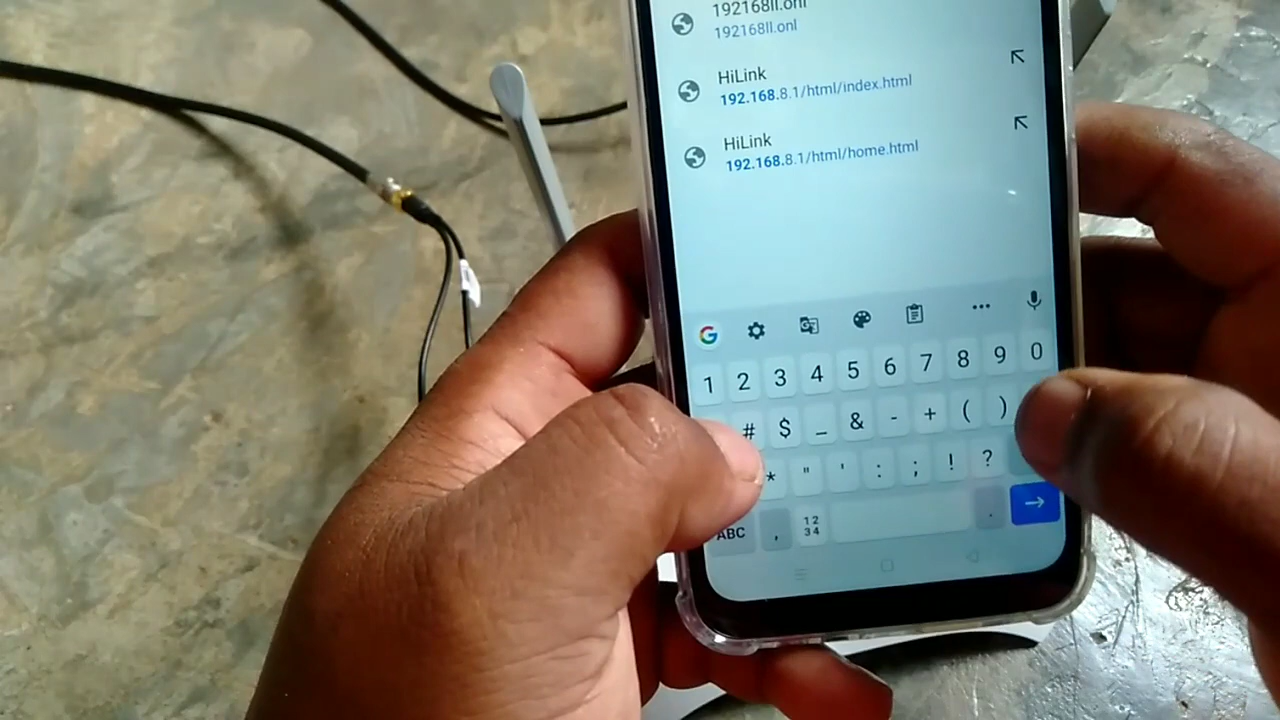 192168ll.onl
192168ll.onl
HiLink
192.168.8.1/html/index.html
HiLink
192.168.8.1/html/home.html
G
1 2 3 4 5 6 7 8 9 0
# $ _ & - + ( )
* " ' : ; ! ?
ABC , 12 34 .